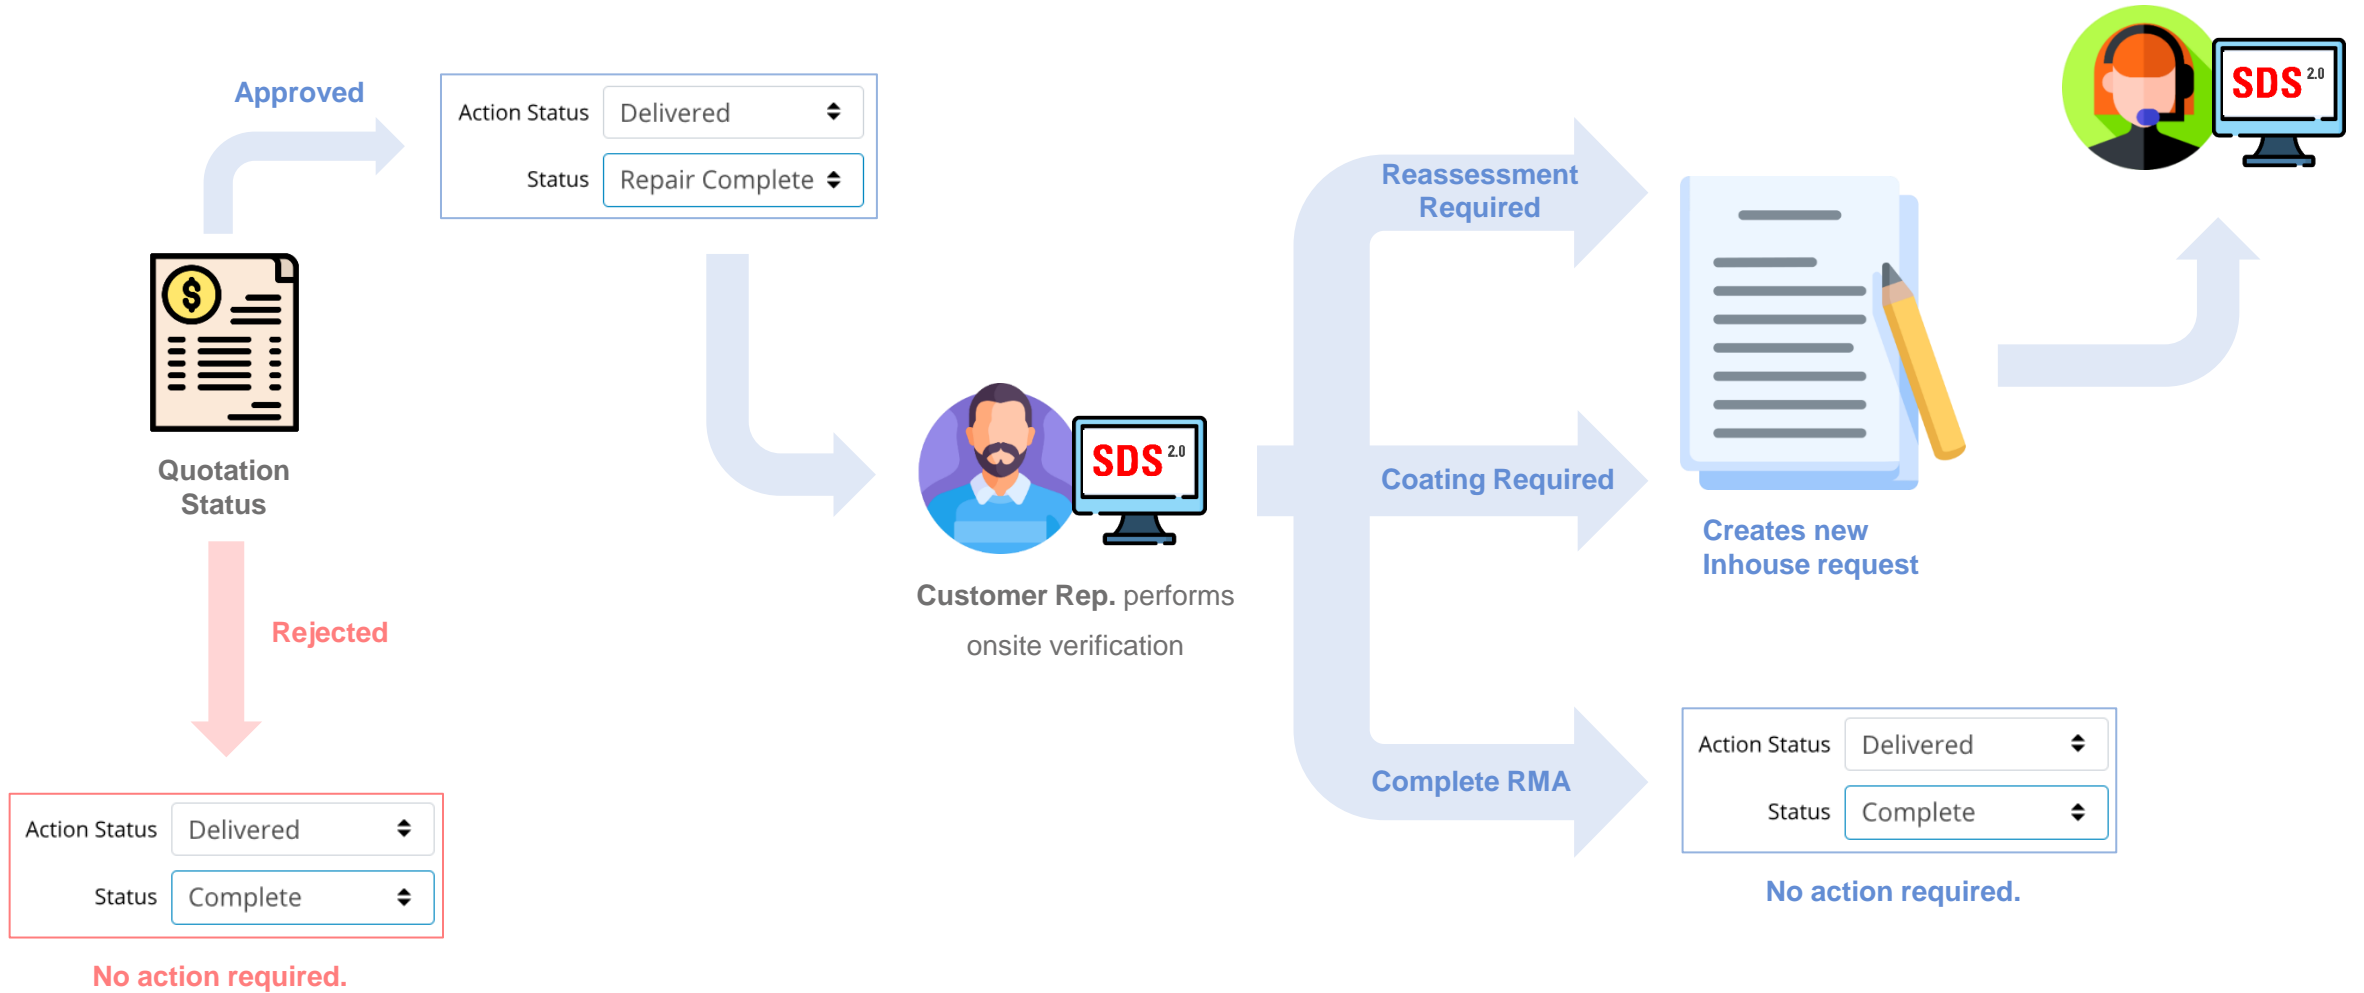 Approved
Action Status Delivered
Status Repair Complete
Quotation
Status
Rejected
Action Status Delivered
Status Complete
No action required.
SDS 2.0
Customer Rep. performs
onsite verification
Reassessment
Required
Coating Required
Complete RMA
Creates new
Inhouse request
SDS 2.0
Action Status Delivered
Status Complete
No action required.